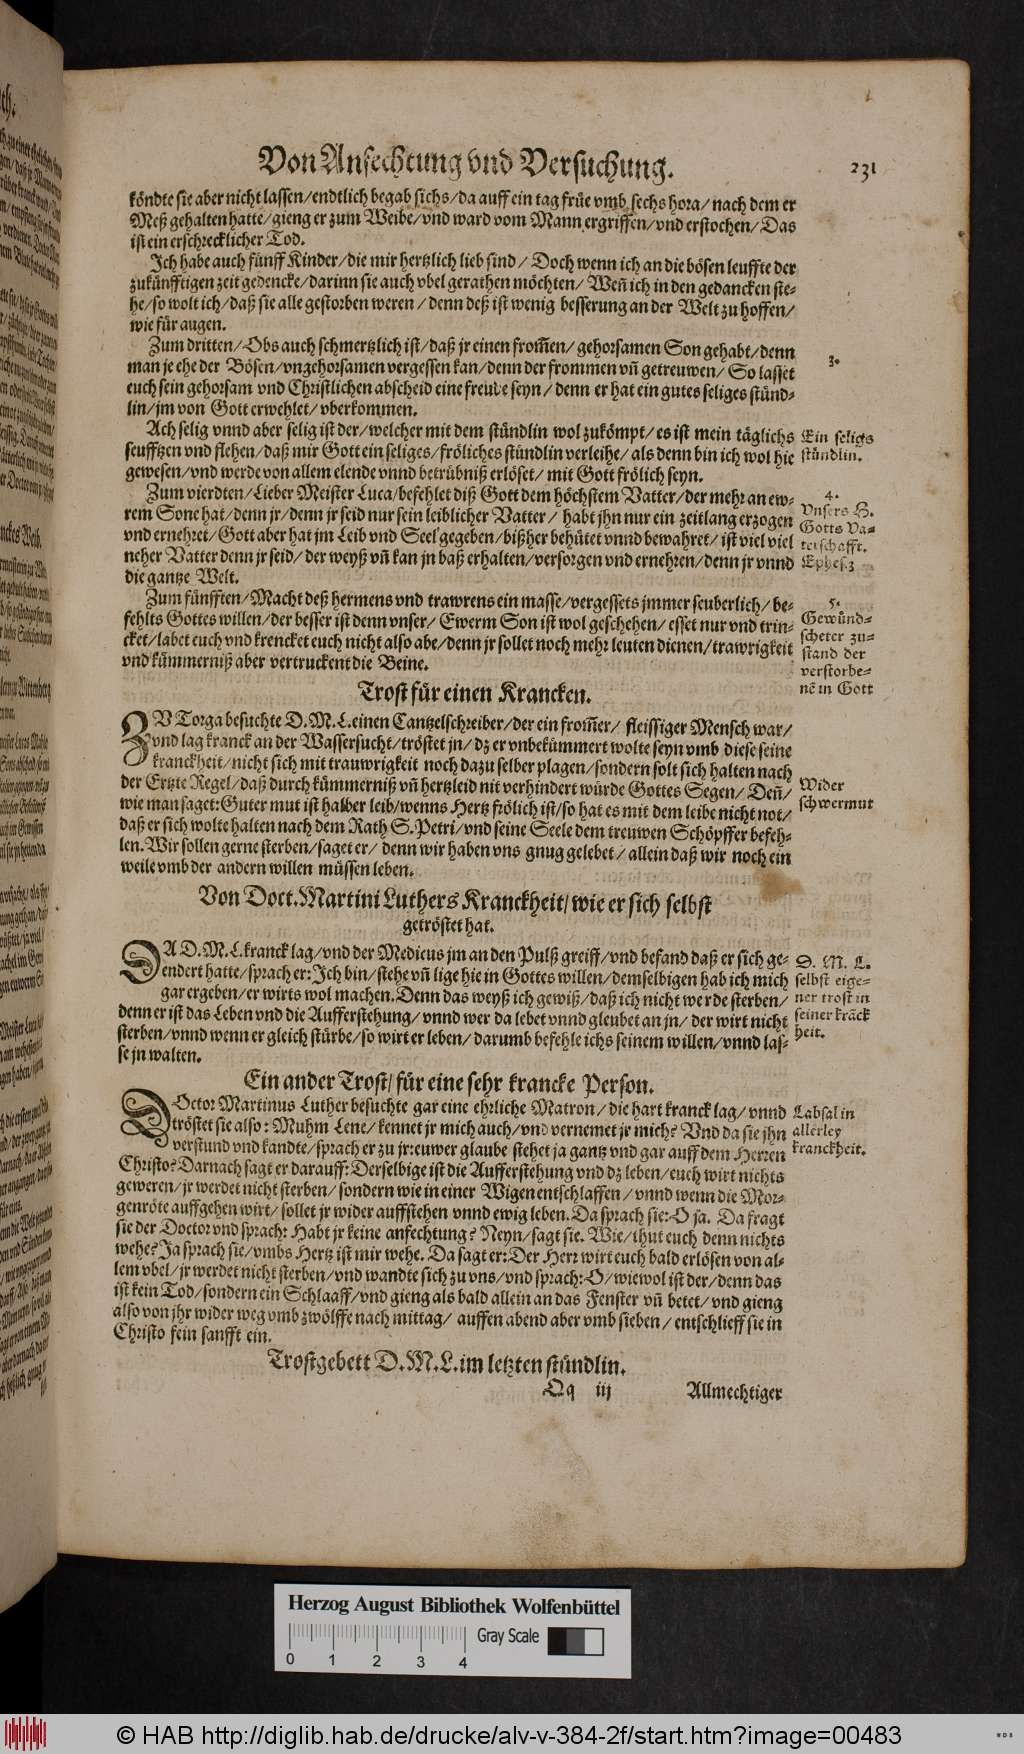 Von Anfechtung vnd Versuchung. 231
köndte sie aber nicht lassen/endtlich begab sichs/da auff ein tag früe vmb sechs hora/nach dem er
Meß gehalten hatte/gieng er zum Weibe/vnd ward vom Mann ergriffen/vnd erstochen/Das
ist ein erschrecklicher Tod.
Ich habe auch fünff Kinder/die mir hertzlich lieb sind/ Doch wenn ich an die bösen leuffte der
zukünfftigen zeit gedencke/darinn sie auch vbel gerathen möchten/ Weñ ich in den gedancken ste-
he/so wolt ich/daß sie alle gestorben weren/ denn deß ist wenig besserung an der Welt zu hoffen/
wie für augen.
Zum dritten/Obs auch schmertzlich ist/daß jr einen from̃en/ gehorsamen Son gehabt/denn
man je ehe der Bösen/vngehorsamen vergessen kan/denn der frommen vñ getreuwen/ So lasset
euch sein gehorsam vnd Christlichen abscheid eine freude seyn/ denn er hat ein gutes seliges stünd-
lin/jm von Gott erwehlet/vberkommen.
3.
Ach selig vnnd aber selig ist der/welcher mit dem stündlin wol zukömpt/es ist mein täglichs
seufftzen vnd flehen/daß mir Gott ein seliges/fröliches stündlin verleihe/als denn bin ich wol hie
gewesen/vnd werde von allem elende vnnd betrübniß erlöset/mit Gott frölich seyn.
Ein seligs
stündlin.
Zum vierdten/Lieber Meister Luca/befehlet diß Gott dem höchstem Vatter/der mehr an ew-
rem Sone hat/denn jr/denn jr seid nur sein leiblicher Vatter/ habt jhn nur ein zeitlang erzogen
vnd ernehret/Gott aber hat jm Leib vnd Seel gegeben/bißher behütet vnnd bewahret/ist viel viel
neher Vatter denn jr seid/der weyß vñ kan jn baß erhalten/versorgen vnd ernehren/denn jr vnnd
die gantze Welt.
4.
Vnsers H.
Gotts Va-
terschafft.
Ephes.3
Zum fünfften/Macht deß hermens vnd trawrens ein masse/vergessets jmmer seuberlich/be-
fehlts Gottes willen/der besser ist denn vnser/Ewerm Son ist wol geschehen/esset nur vnd trin-
cket/labet euch vnd krencket euch nicht also abe/denn jr sollet noch mehr leuten dienen/trawrigkeit
vnd kümmerniß aber vertruckent die Beine.
5.
Gewünd-
scheter zu-
stand der
verstorbe-
nẽ in Gott
Trost für einen Krancken.
ZV Torga besuchte D.M.L.einen Cantzelschreiber/der ein from̃er/ fleissiger Mensch war/
vnd lag kranck an der Wassersucht/tröstet jn/dz er vnbekümmert wolte seyn vmb diese seine
kranckheit/nicht sich mit trauwrigkeit noch dazu selber plagen/sondern solt sich halten nach
der Ertzte Regel/daß durch kümmerniß vñ hertzleid nit verhindert würde Gottes Segen/ Deñ/
wie man saget:Guter mut ist halber leib/wenns Hertz frölich ist/so hat es mit dem leibe nicht not/
daß er sich wolte halten nach dem Rath S.Petri/vnd seine Seele dem treuwen Schöpffer befeh-
len.Wir sollen gerne sterben/saget er/ denn wir haben vns gnug gelebet/allein daß wir noch ein
weile vmb der andern willen müssen leben.
Wider
schwermut
Von Doct.Martini Luthers Kranckheit/wie er sich selbst
getröstet hat.
DA D.M.L.kranck lag/vnd der Medicus jm an den Pulß greiff/vnd befand daß er sich ge-
endert hatte/sprach er:Ich bin/stehe vñ lige hie in Gottes willen/demselbigen hab ich mich
gar ergeben/er wirts wol machen.Denn das weyß ich gewiß/daß ich nicht werde sterben/
denn er ist das Leben vnd die Aufferstehung/vnnd wer da lebet vnnd gleubet an jn/ der wirt nicht
sterben/vnnd wenn er gleich stürbe/so wirt er leben/darumb befehle ichs seinem willen/vnnd las-
se jn walten.
D. M. L.
selbst eige-
ner trost in
seiner kräck
heit.
Ein ander Trost/für eine sehr krancke Person.
DOctor Martinus Luther besuchte gar eine ehrliche Matron/die hart kranck lag/vnnd
tröstet sie also: Muhm Lene/kennet jr mich auch/vnd vernemet jr mich? Vnd da sie jhn
verstund vnd kandte/sprach er zu jr:euwer glaube stehet ja gantz vnd gar auff dem Herren
Christo? Darnach sagt er darauff:Derselbige ist die Aufferstehung vnd dz leben/euch wirt nichts
geweren/jr werdet nicht sterben/sondern wie in einer Wigen entschlaffen/ vnnd wenn die Mor-
genröte auffgehen wirt/ sollet jr wider auffstehen vnnd ewig leben.Da sprach sie:O ja. Da fragt
sie der Doctor vnd sprach: Habt jr keine anfechtung? Neyn/sagt sie. Wie/thut euch denn nichts
wehe? Ja sprach sie/vmbs Hertz ist mir wehe. Da sagt er:Der Herr wirt euch bald erlösen von al-
lem vbel/jr werdet nicht sterben/vnd wandte sich zu vns/vnd sprach:O/wie wol ist der/denn das
ist kein Tod/sondern ein Schlaaff/vnd gieng als bald allein an das Fenster vñ betet/vnd gieng
also von jhr wider weg vmb zwölffe nach mittag/ auffen abend aber vmb sieben/ entschlieff sie in
Christo fein sanfft ein.
Labsal in
allerley
kranckheit.
Trostgebett D.M.L.im letzten stündlin.
Qq iij Allmechtiger
Herzog August Bibliothek Wolfenbüttel
Gray Scale
0 1 2 3 4
© HAB http://diglib.hab.de/drucke/alv-v-384-2f/start.htm?image=00483